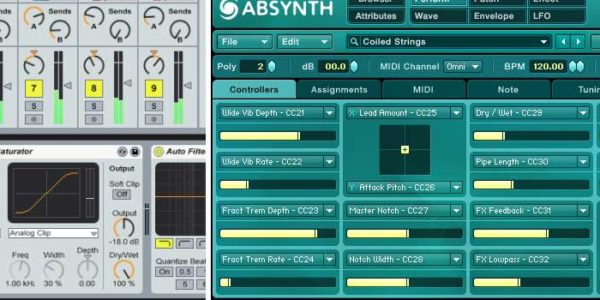 Sends
Sends
Sends
A
A
A
B
B
B
7
8
9
S
S
S
Saturator
Output
Soft Clip
Off
Output
-18.0 dB
Analog Clip
Freq
Width
Depth
Dry/Wet
1.00 kHz
30 %
0.00 %
100 %
Auto Filte
Quantize Beat
On
0.5
1
5
6
ABSYNTH
Attributes
Wave
Envelope
LFO
File
Edit
Coiled Strings
Poly
2
dB
00.0
MIDI Channel
Omni
BPM
120.00
Controllers
Assignments
MIDI
Note
Tunin
Wide Vib Depth - CC21
X: Lead Amount - CC25
Dry / Wet - CC29
Wide Vib Rate - CC22
Pipe Length - CC30
Y: Attack Pitch - CC26
Fract Trem Depth - CC23
Master Notch - CC27
FX Feedback - CC31
Fract Trem Rate - CC24
Notch Width - CC28
FX Lowpass - CC32